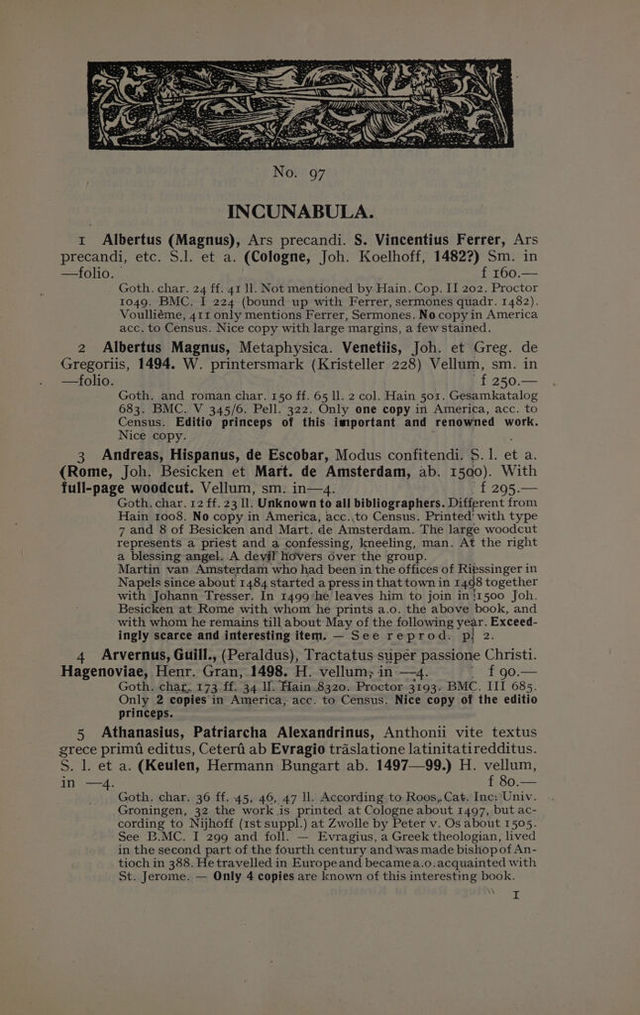 No. 97
INCUNABULA.
1 Albertus (Magnus), Ars precandi. S. Vincentius Ferrer, Ars
precandi, etc. S.l. et a. (Cologne, Joh. Koelhoff, 1482?) Sm. in
—folio. f 160.—
Goth. char. 24 ff. 41 ll. Not mentioned by Hain. Cop. II 202. Proctor
1049. BMC. I 224 (bound up with Ferrer, sermones quadr. 1482).
Voullième, 411 only mentions Ferrer, Sermones. No copy in America
acc. to Census. Nice copy with large margins, a few stained.
2 Albertus Magnus, Metaphysica. Venetiis, Joh. et Greg. de
Gregoriis, 1494. W. printersmark (Kristeller 228) Vellum, sm. in
—folio. f 250.—
Goth. and roman char. 150 ff. 65 ll. 2 col. Hain 501. Gesamkatalog
683. BMC. V 345/6. Pell. 322. Only one copy in America, acc. to
Census. Editio princeps of this important and renowned work.
Nice copy.
3 Andreas, Hispanus, de Escobar, Modus confitendi. S. l. et a.
(Rome, Joh. Besicken et Mart. de Amsterdam, ab. 1500). With
full-page woodcut. Vellum, sm. in—4. f 295.—
Goth. char. 12 ff. 23 ll. Unknown to all bibliographers. Different from
Hain 1008. No copy in America, acc. to Census. Printed with type
7 and 8 of Besicken and Mart. de Amsterdam. The large woodcut
represents a priest and a confessing, kneeling, man. At the right
a blessing angel. A devil hovers over the group.
Martin van Amsterdam who had been in the offices of Riessinger in
Napels since about 1484 started a press in that town in 1498 together
with Johann Tresser. In 1499 he leaves him to join in 1500 Joh.
Besicken at Rome with whom he prints a.o. the above book, and
with whom he remains till about May of the following year. Exceed-
ingly scarce and interesting item. — See reprod. p. 2.
4 Arvernus, Guill., (Peraldus), Tractatus super passione Christi.
Hagenoviae, Henr. Gran, 1498. H. vellum, in —4. f 90.—
Goth. char. 173 ff. 34 ll. Hain 8320. Proctor 3193. BMC. III 685.
Only 2 copies in America, acc. to Census. Nice copy of the editio
princeps.
5 Athanasius, Patriarcha Alexandrinus, Anthonii vite textus
grece primū editus, Ceterū ab Evragio trāslatione latinitatiredditus.
S. l. et a. (Keulen, Hermann Bungart ab. 1497—99.) H. vellum,
in —4. f 80.—
Goth. char. 36 ff. 45, 46, 47 ll. According to Roos, Cat. Inc. Univ.
Groningen, 32 the work is printed at Cologne about 1497, but ac-
cording to Nijhoff (1st suppl.) at Zwolle by Peter v. Os about 1505.
See B.MC. I 299 and foll. — Evragius, a Greek theologian, lived
in the second part of the fourth century and was made bishop of An-
tioch in 388. He travelled in Europe and became a.o. acquainted with
St. Jerome. — Only 4 copies are known of this interesting book.
1